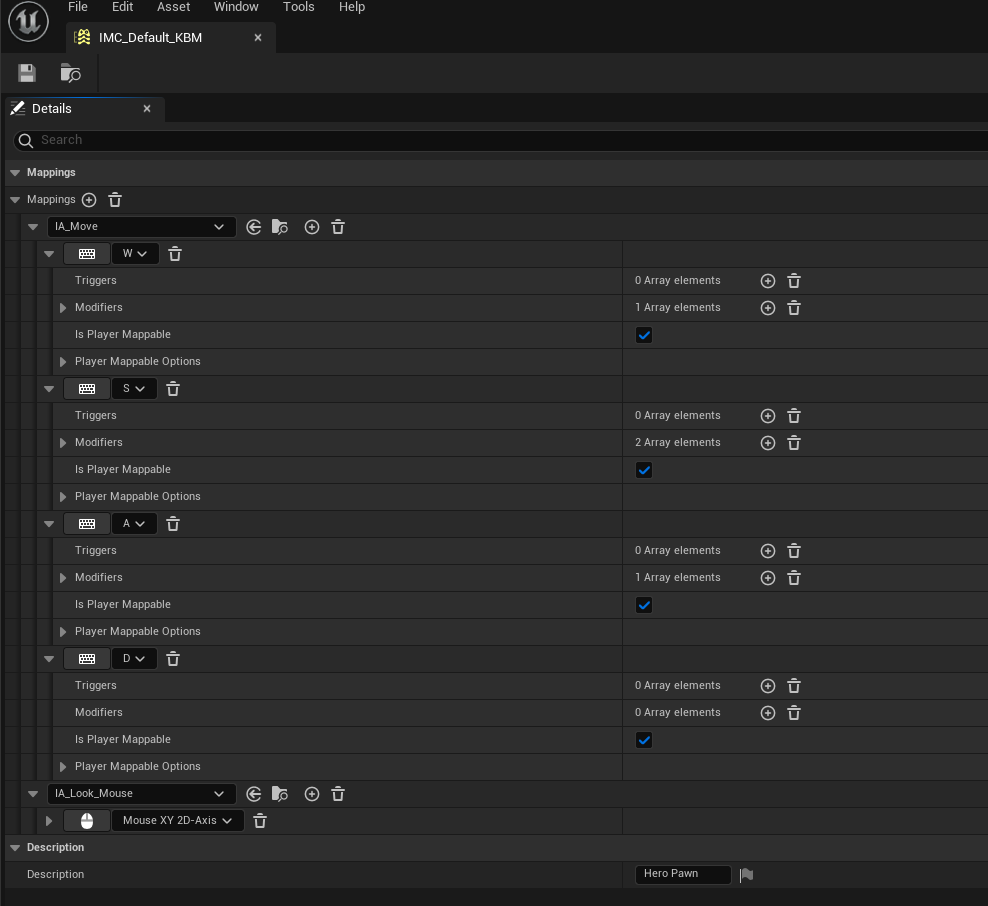 File Edit Asset Window Tools Help
IMC_Default_KBM
Details
Search
Mappings
Mappings
IA_Move
W
Triggers 0 Array elements
Modifiers 1 Array elements
Is Player Mappable
Player Mappable Options
S
Triggers 0 Array elements
Modifiers 2 Array elements
Is Player Mappable
Player Mappable Options
A
Triggers 0 Array elements
Modifiers 1 Array elements
Is Player Mappable
Player Mappable Options
D
Triggers 0 Array elements
Modifiers 0 Array elements
Is Player Mappable
Player Mappable Options
IA_Look_Mouse
Mouse XY 2D-Axis
Description
Description Hero Pawn